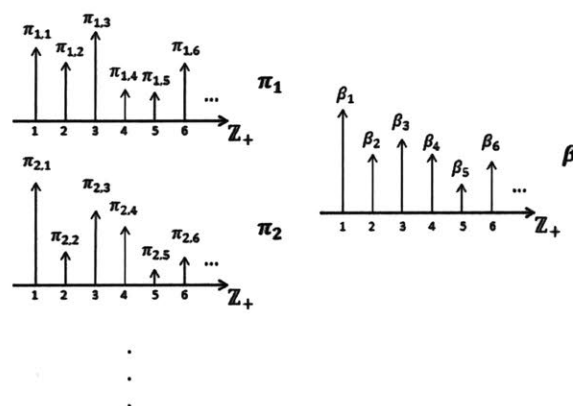 π₁,₁ π₁,₂ π₁,₃ π₁,₄ π₁,₅ π₁,₆ ... π₁
1 2 3 4 5 6 ℤ₊
π₂,₁ π₂,₂ π₂,₃ π₂,₄ π₂,₅ π₂,₆ ... π₂
1 2 3 4 5 6 ℤ₊
β₁ β₂ β₃ β₄ β₅ β₆ ... β
1 2 3 4 5 6 ℤ₊